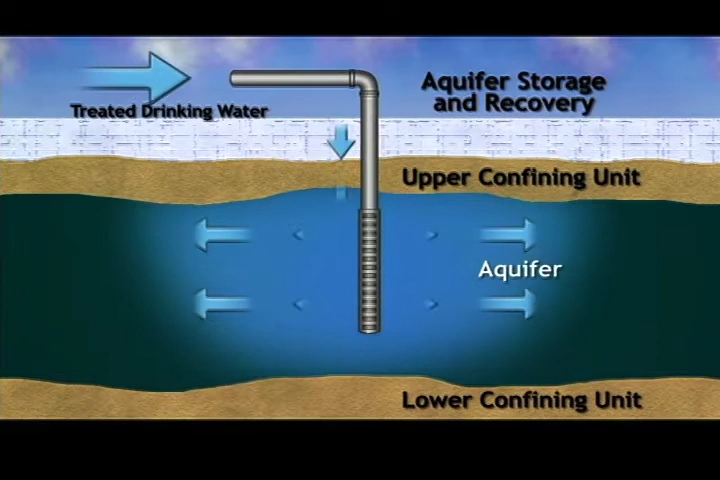 Aquifer Storage
and Recovery
Treated Drinking Water
Upper Confining Unit
Aquifer
Lower Confining Unit